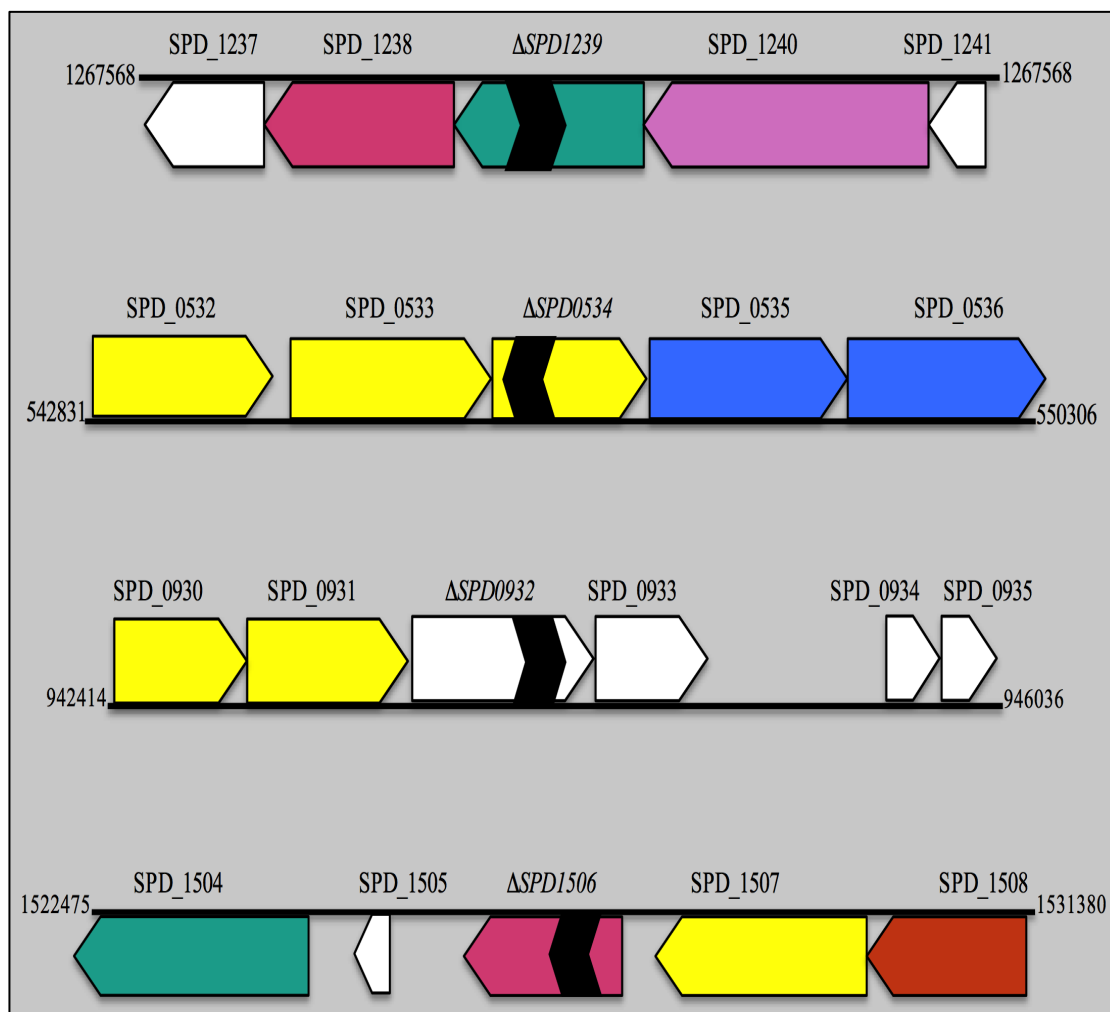 SPD_1237 SPD_1238 ΔSPD1239 SPD_1240 SPD_1241
1267568 1267568
SPD_0532 SPD_0533 ΔSPD0534 SPD_0535 SPD_0536
542831 550306
SPD_0930 SPD_0931 ΔSPD0932 SPD_0933 SPD_0934 SPD_0935
942414 946036
SPD_1504 SPD_1505 ΔSPD1506 SPD_1507 SPD_1508
1522475 1531380